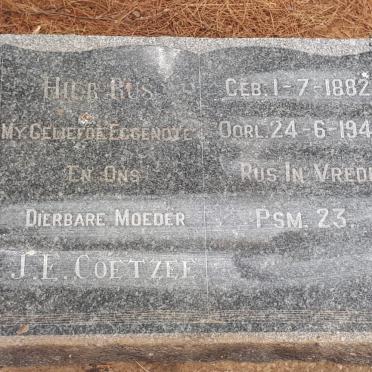 HIER RUS
MY GELIEFDE EGGENOTE
EN ONS
DIERBARE MOEDER
J.E. COETZEE
GEB. 1-7-1882
OORL. 24-6-194
RUS IN VREDE
PSM. 23.